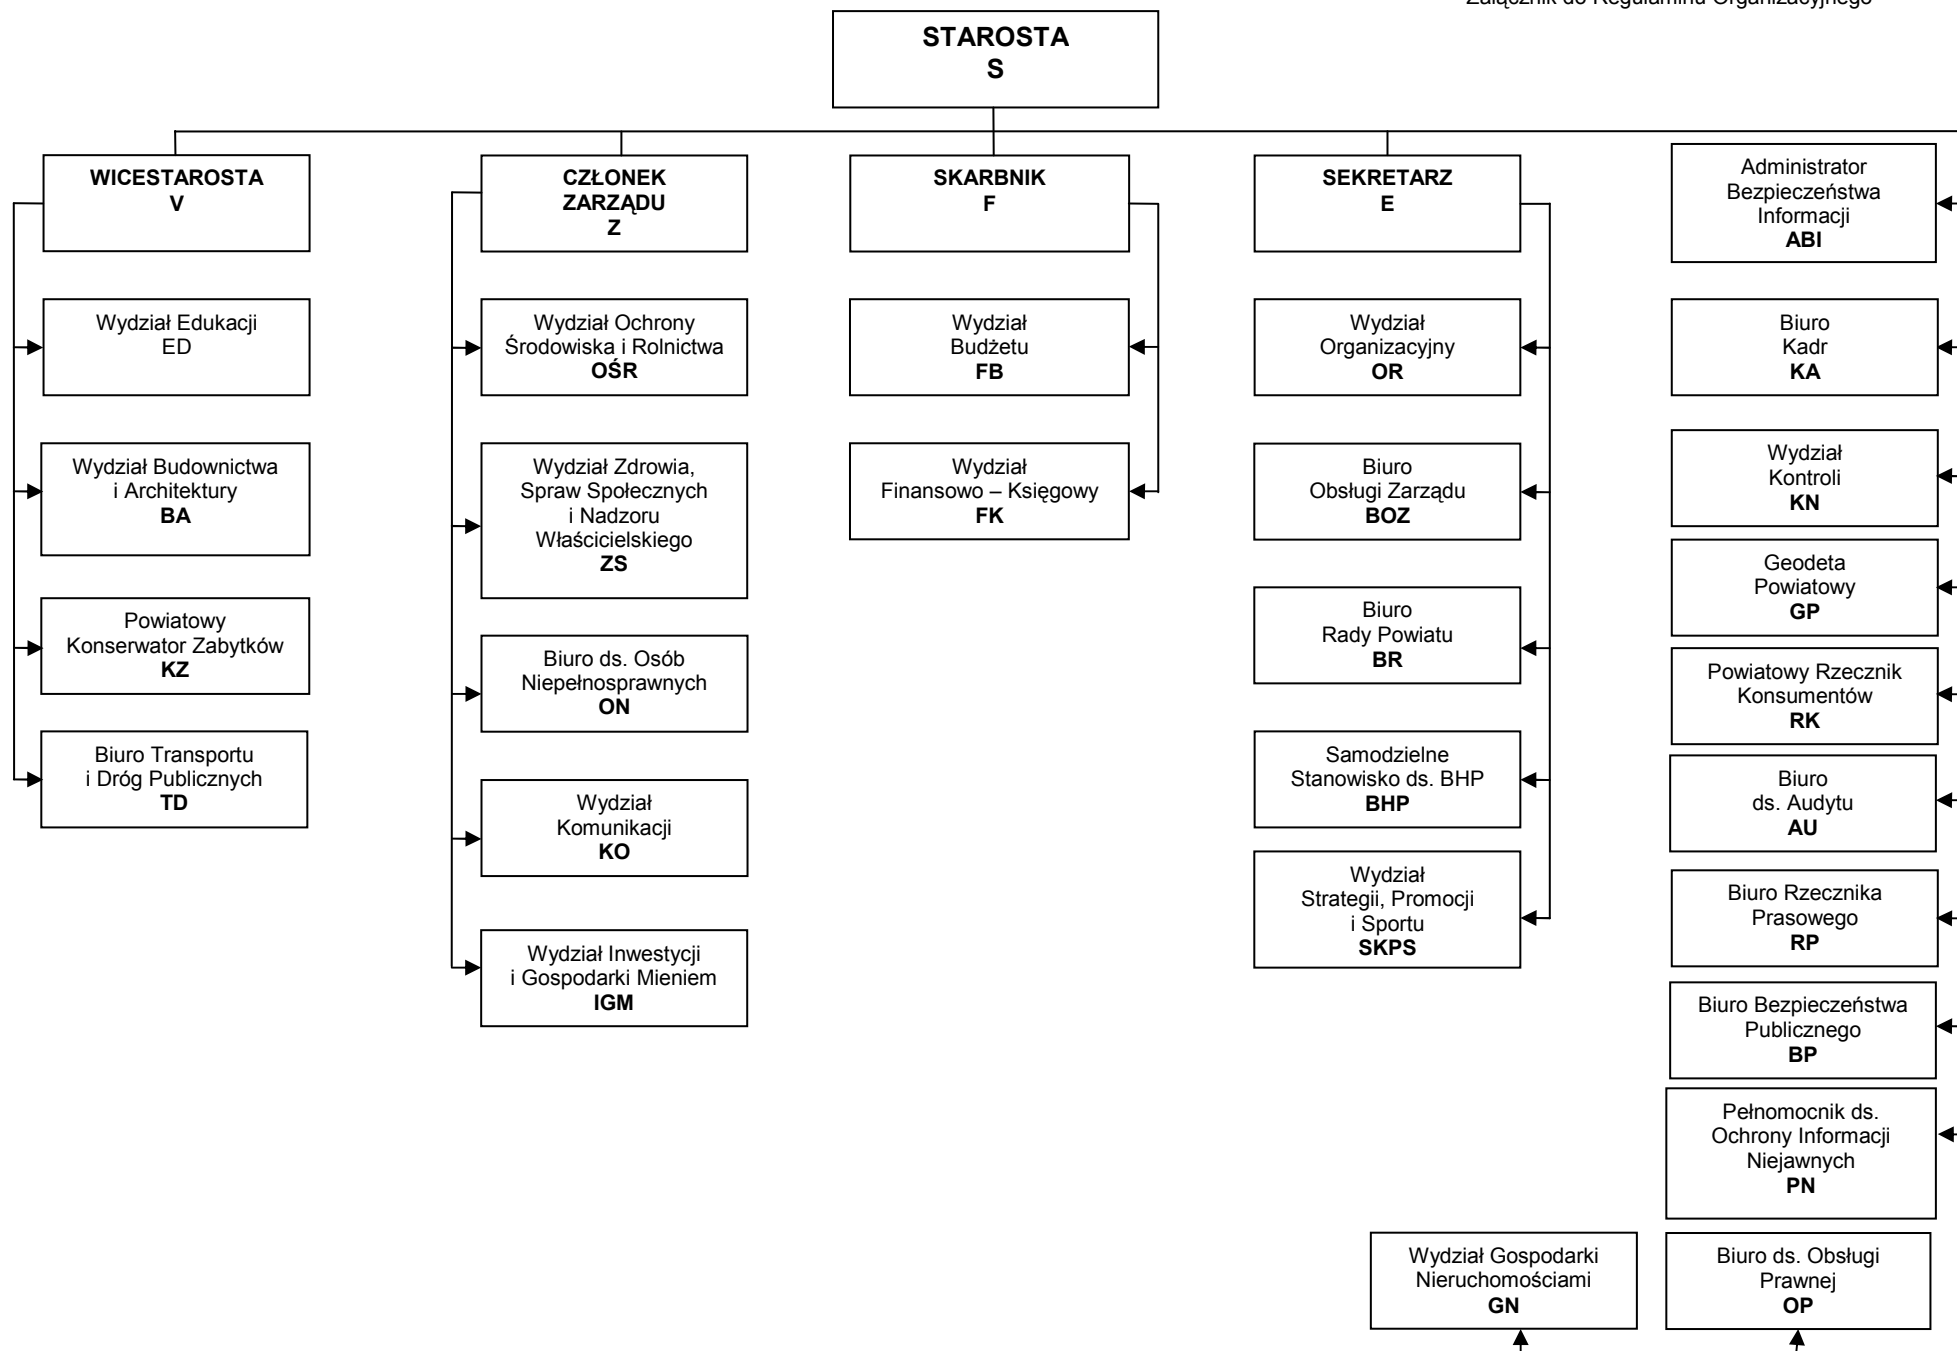 Załącznik do Regulaminu Organizacyjnego
STAROSTA
S
WICESTAROSTA
V
Wydział Edukacji
ED
Wydział Budownictwa
i Architektury
BA
Powiatowy
Konserwator Zabytków
KZ
Biuro Transportu
i Dróg Publicznych
TD
CZŁONEK
ZARZĄDU
Z
Wydział Ochrony
Środowiska i Rolnictwa
OŚR
Wydział Zdrowia,
Spraw Społecznych
i Nadzoru
Właścicielskiego
ZS
Biuro ds. Osób
Niepełnosprawnych
ON
Wydział
Komunikacji
KO
Wydział Inwestycji
i Gospodarki Mieniem
IGM
SKARBNIK
F
Wydział
Budżetu
FB
Wydział
Finansowo – Księgowy
FK
SEKRETARZ
E
Wydział
Organizacyjny
OR
Biuro
Obsługi Zarządu
BOZ
Biuro
Rady Powiatu
BR
Samodzielne
Stanowisko ds. BHP
BHP
Wydział
Strategii, Promocji
i Sportu
SKPS
Administrator
Bezpieczeństwa
Informacji
ABI
Biuro
Kadr
KA
Wydział
Kontroli
KN
Geodeta
Powiatowy
GP
Powiatowy Rzecznik
Konsumentów
RK
Biuro
ds. Audytu
AU
Biuro Rzecznika
Prasowego
RP
Biuro Bezpieczeństwa
Publicznego
BP
Pełnomocnik ds.
Ochrony Informacji
Niejawnych
PN
Wydział Gospodarki
Nieruchomościami
GN
Biuro ds. Obsługi
Prawnej
OP